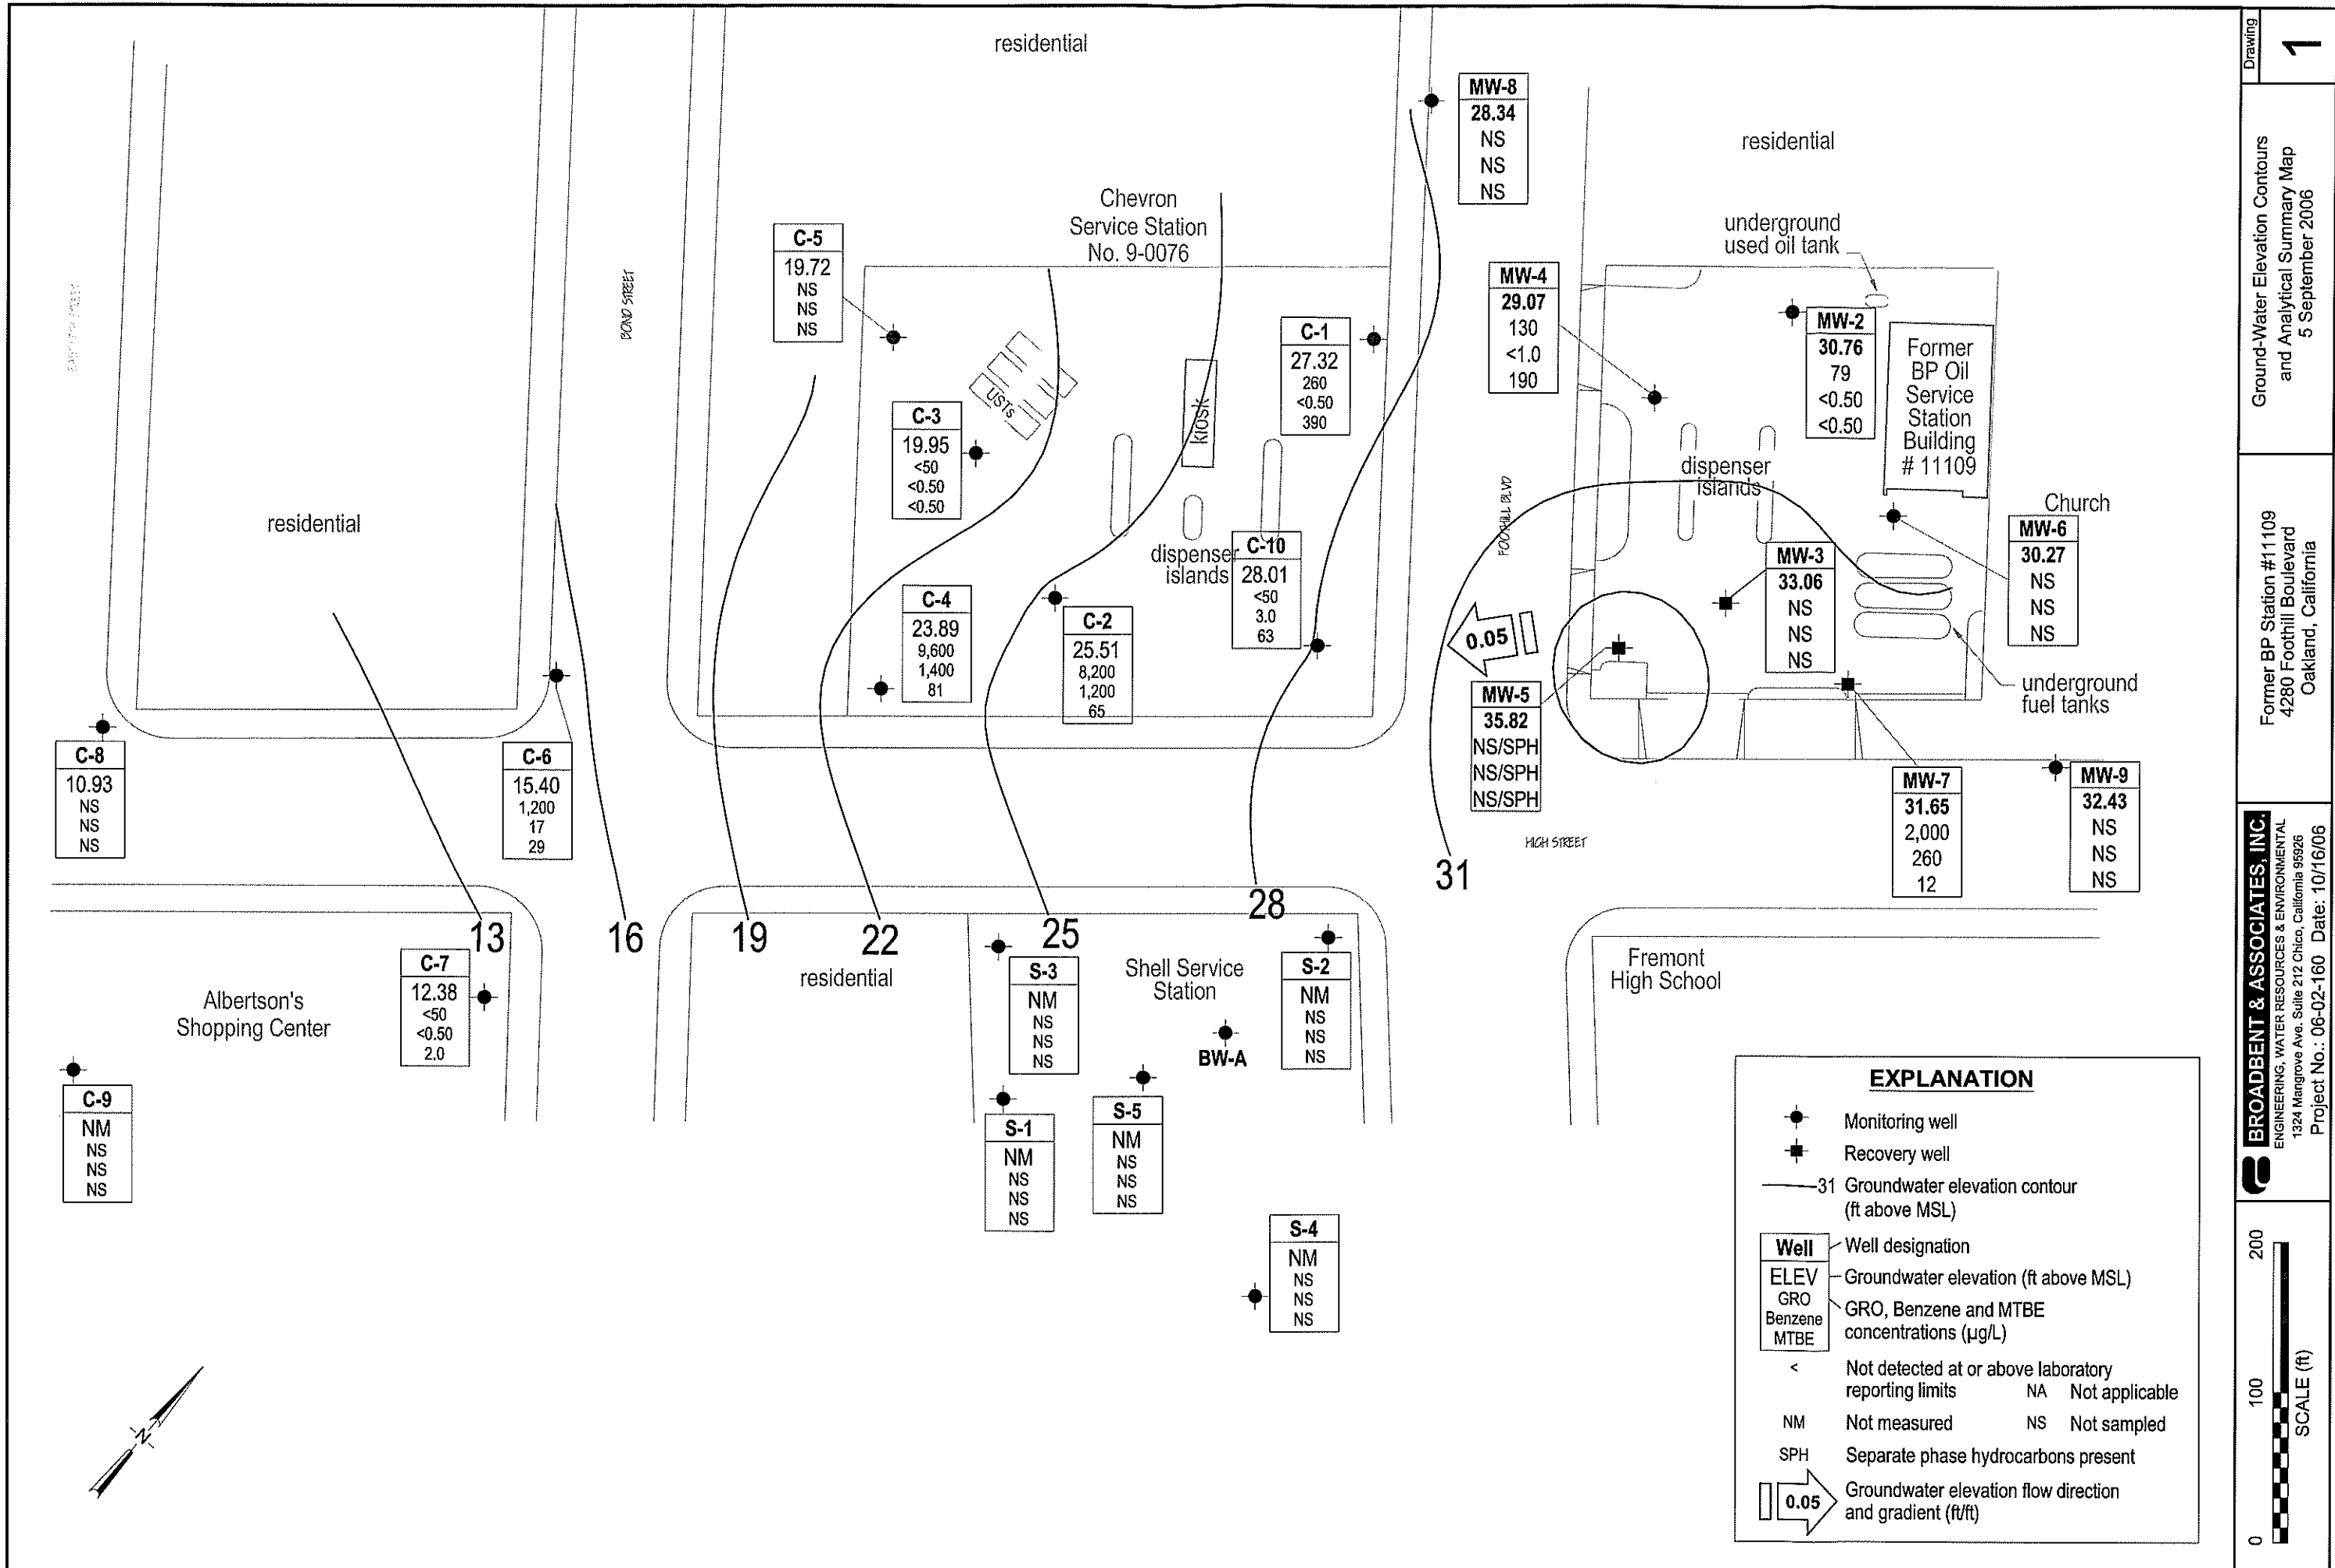 residential
MW-8
28.34
NS
NS
NS
residential
Chevron
Service Station
No. 9-0076
underground
used oil tank
C-5
19.72
NS
NS
NS
BOND STREET
MW-4
29.07
130
<1.0
190
MW-2
30.76
79
<0.50
<0.50
Former
BP Oil
Service
Station
Building
# 11109
C-1
27.32
260
<0.50
390
USTs
KIOSK
C-3
19.95
<50
<0.50
<0.50
residential
dispenser
islands
FOOTHILL BLVD
Church
MW-6
30.27
NS
NS
NS
dispenser
islands
C-10
28.01
<50
3.0
63
MW-3
33.06
NS
NS
NS
C-4
23.89
9,600
1,400
81
C-2
25.51
8,200
1,200
65
0.05
MW-5
35.82
NS/SPH
NS/SPH
NS/SPH
underground
fuel tanks
C-8
10.93
NS
NS
NS
C-6
15.40
1,200
17
29
MW-7
31.65
2,000
260
12
MW-9
32.43
NS
NS
NS
HIGH STREET
13
16
19
22
25
28
31
C-7
12.38
<50
<0.50
2.0
Albertson's
Shopping Center
residential
S-3
NM
NS
NS
NS
Shell Service
Station
BW-A
S-2
NM
NS
NS
NS
Fremont
High School
C-9
NM
NS
NS
NS
S-1
NM
NS
NS
NS
S-5
NM
NS
NS
NS
S-4
NM
NS
NS
NS
N
EXPLANATION
Monitoring well
Recovery well
31 Groundwater elevation contour
(ft above MSL)
Well
ELEV
GRO
Benzene
MTBE
Well designation
Groundwater elevation (ft above MSL)
GRO, Benzene and MTBE
concentrations (µg/L)
< Not detected at or above laboratory
reporting limits
NA Not applicable
NM Not measured
NS Not sampled
SPH Separate phase hydrocarbons present
0.05
Groundwater elevation flow direction
and gradient (ft/ft)
Drawing
1
Ground-Water Elevation Contours
and Analytical Summary Map
5 September 2006
Former BP Station #11109
4280 Foothill Boulevard
Oakland, California
BROADBENT & ASSOCIATES, INC.
ENGINEERING, WATER RESOURCES & ENVIRONMENTAL
1324 Mangrove Ave. Suite 212 Chico, California 95926
Project No.: 06-02-160 Date: 10/16/06
0
100
200
SCALE (ft)